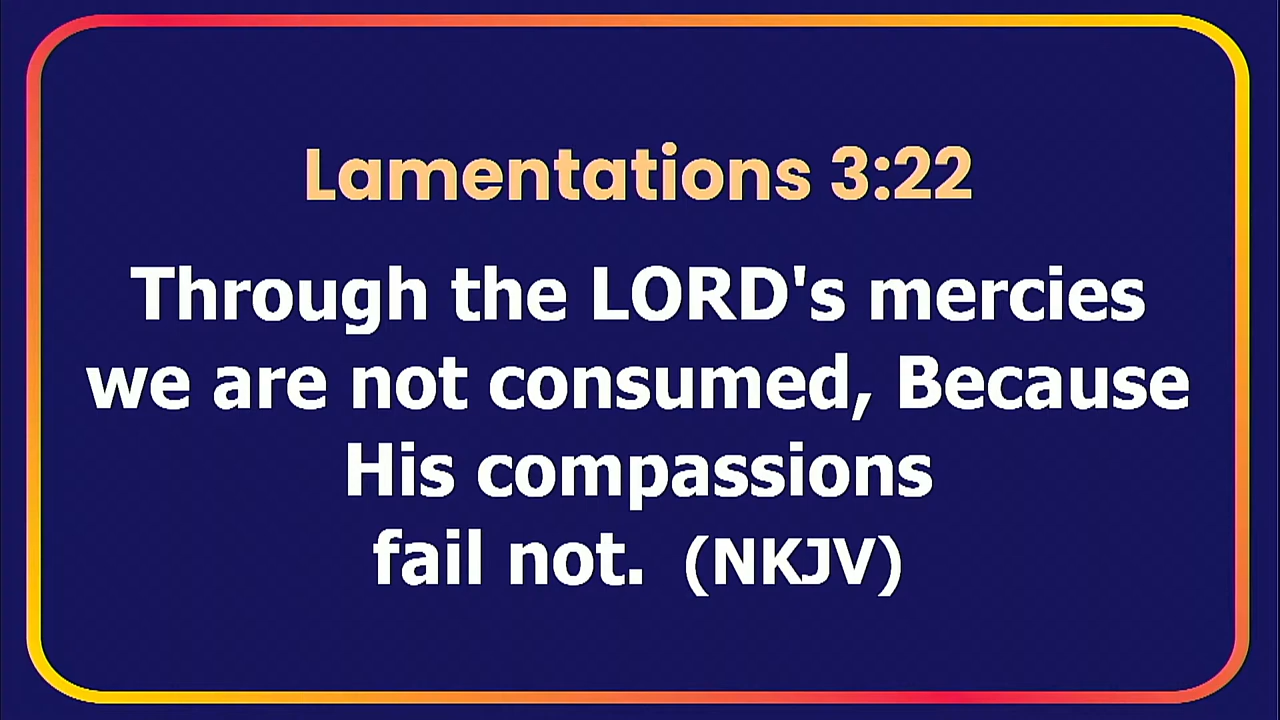 Lamentations 3:22
Through the LORD's mercies
we are not consumed, Because
His compassions
fail not. (NKJV)